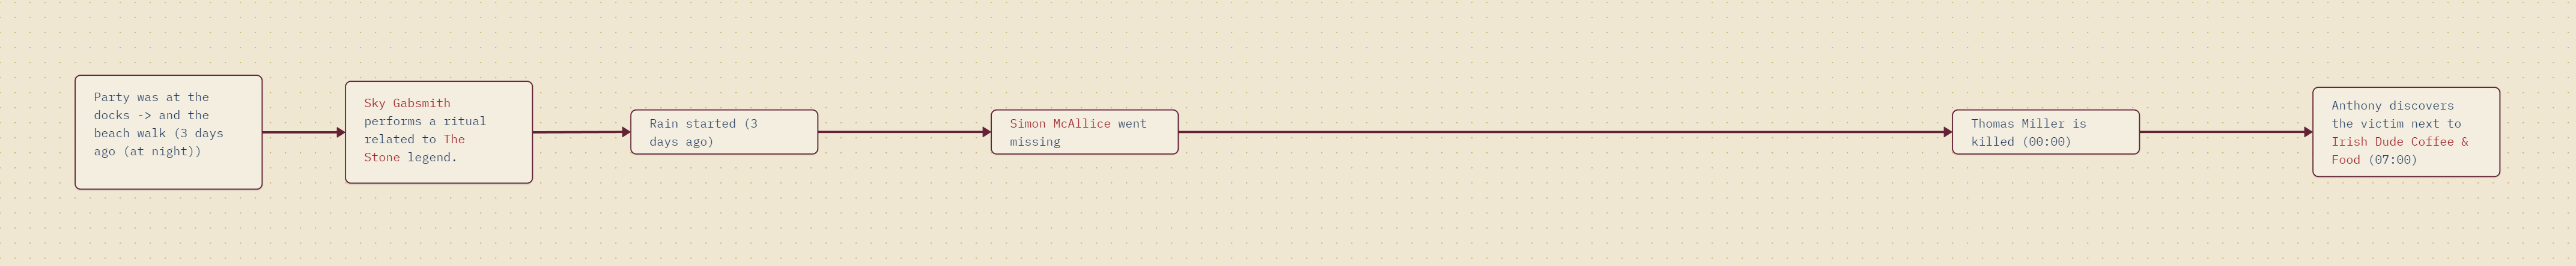 Party was at the
docks -> and the
beach walk (3 days
ago (at night))
Sky Gabsmith
performs a ritual
related to The
Stone legend.
Rain started (3
days ago)
Simon McAllice went
missing
Thomas Miller is
killed (00:00)
Anthony discovers
the victim next to
Irish Dude Coffee &
Food (07:00)